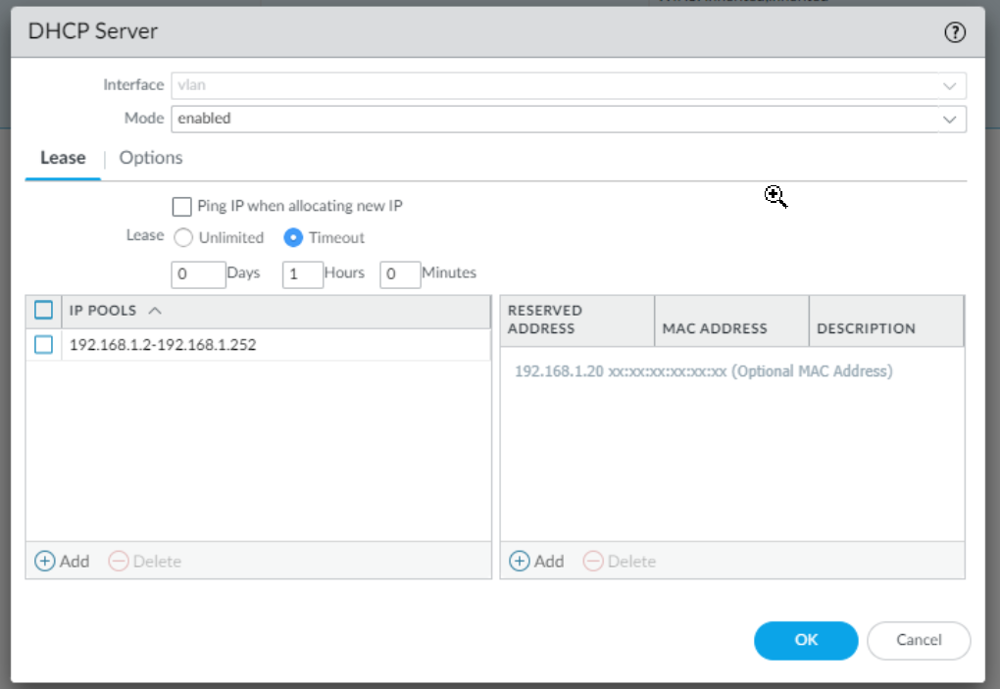 DHCP Server
Interface vlan
Mode enabled
Lease Options
Ping IP when allocating new IP
Lease Unlimited Timeout
0 Days 1 Hours 0 Minutes
IP POOLS
192.168.1.2-192.168.1.252
RESERVED ADDRESS MAC ADDRESS DESCRIPTION
192.168.1.20 xx:xx:xx:xx:xx:xx (Optional MAC Address)
Add Delete
Add Delete
OK Cancel